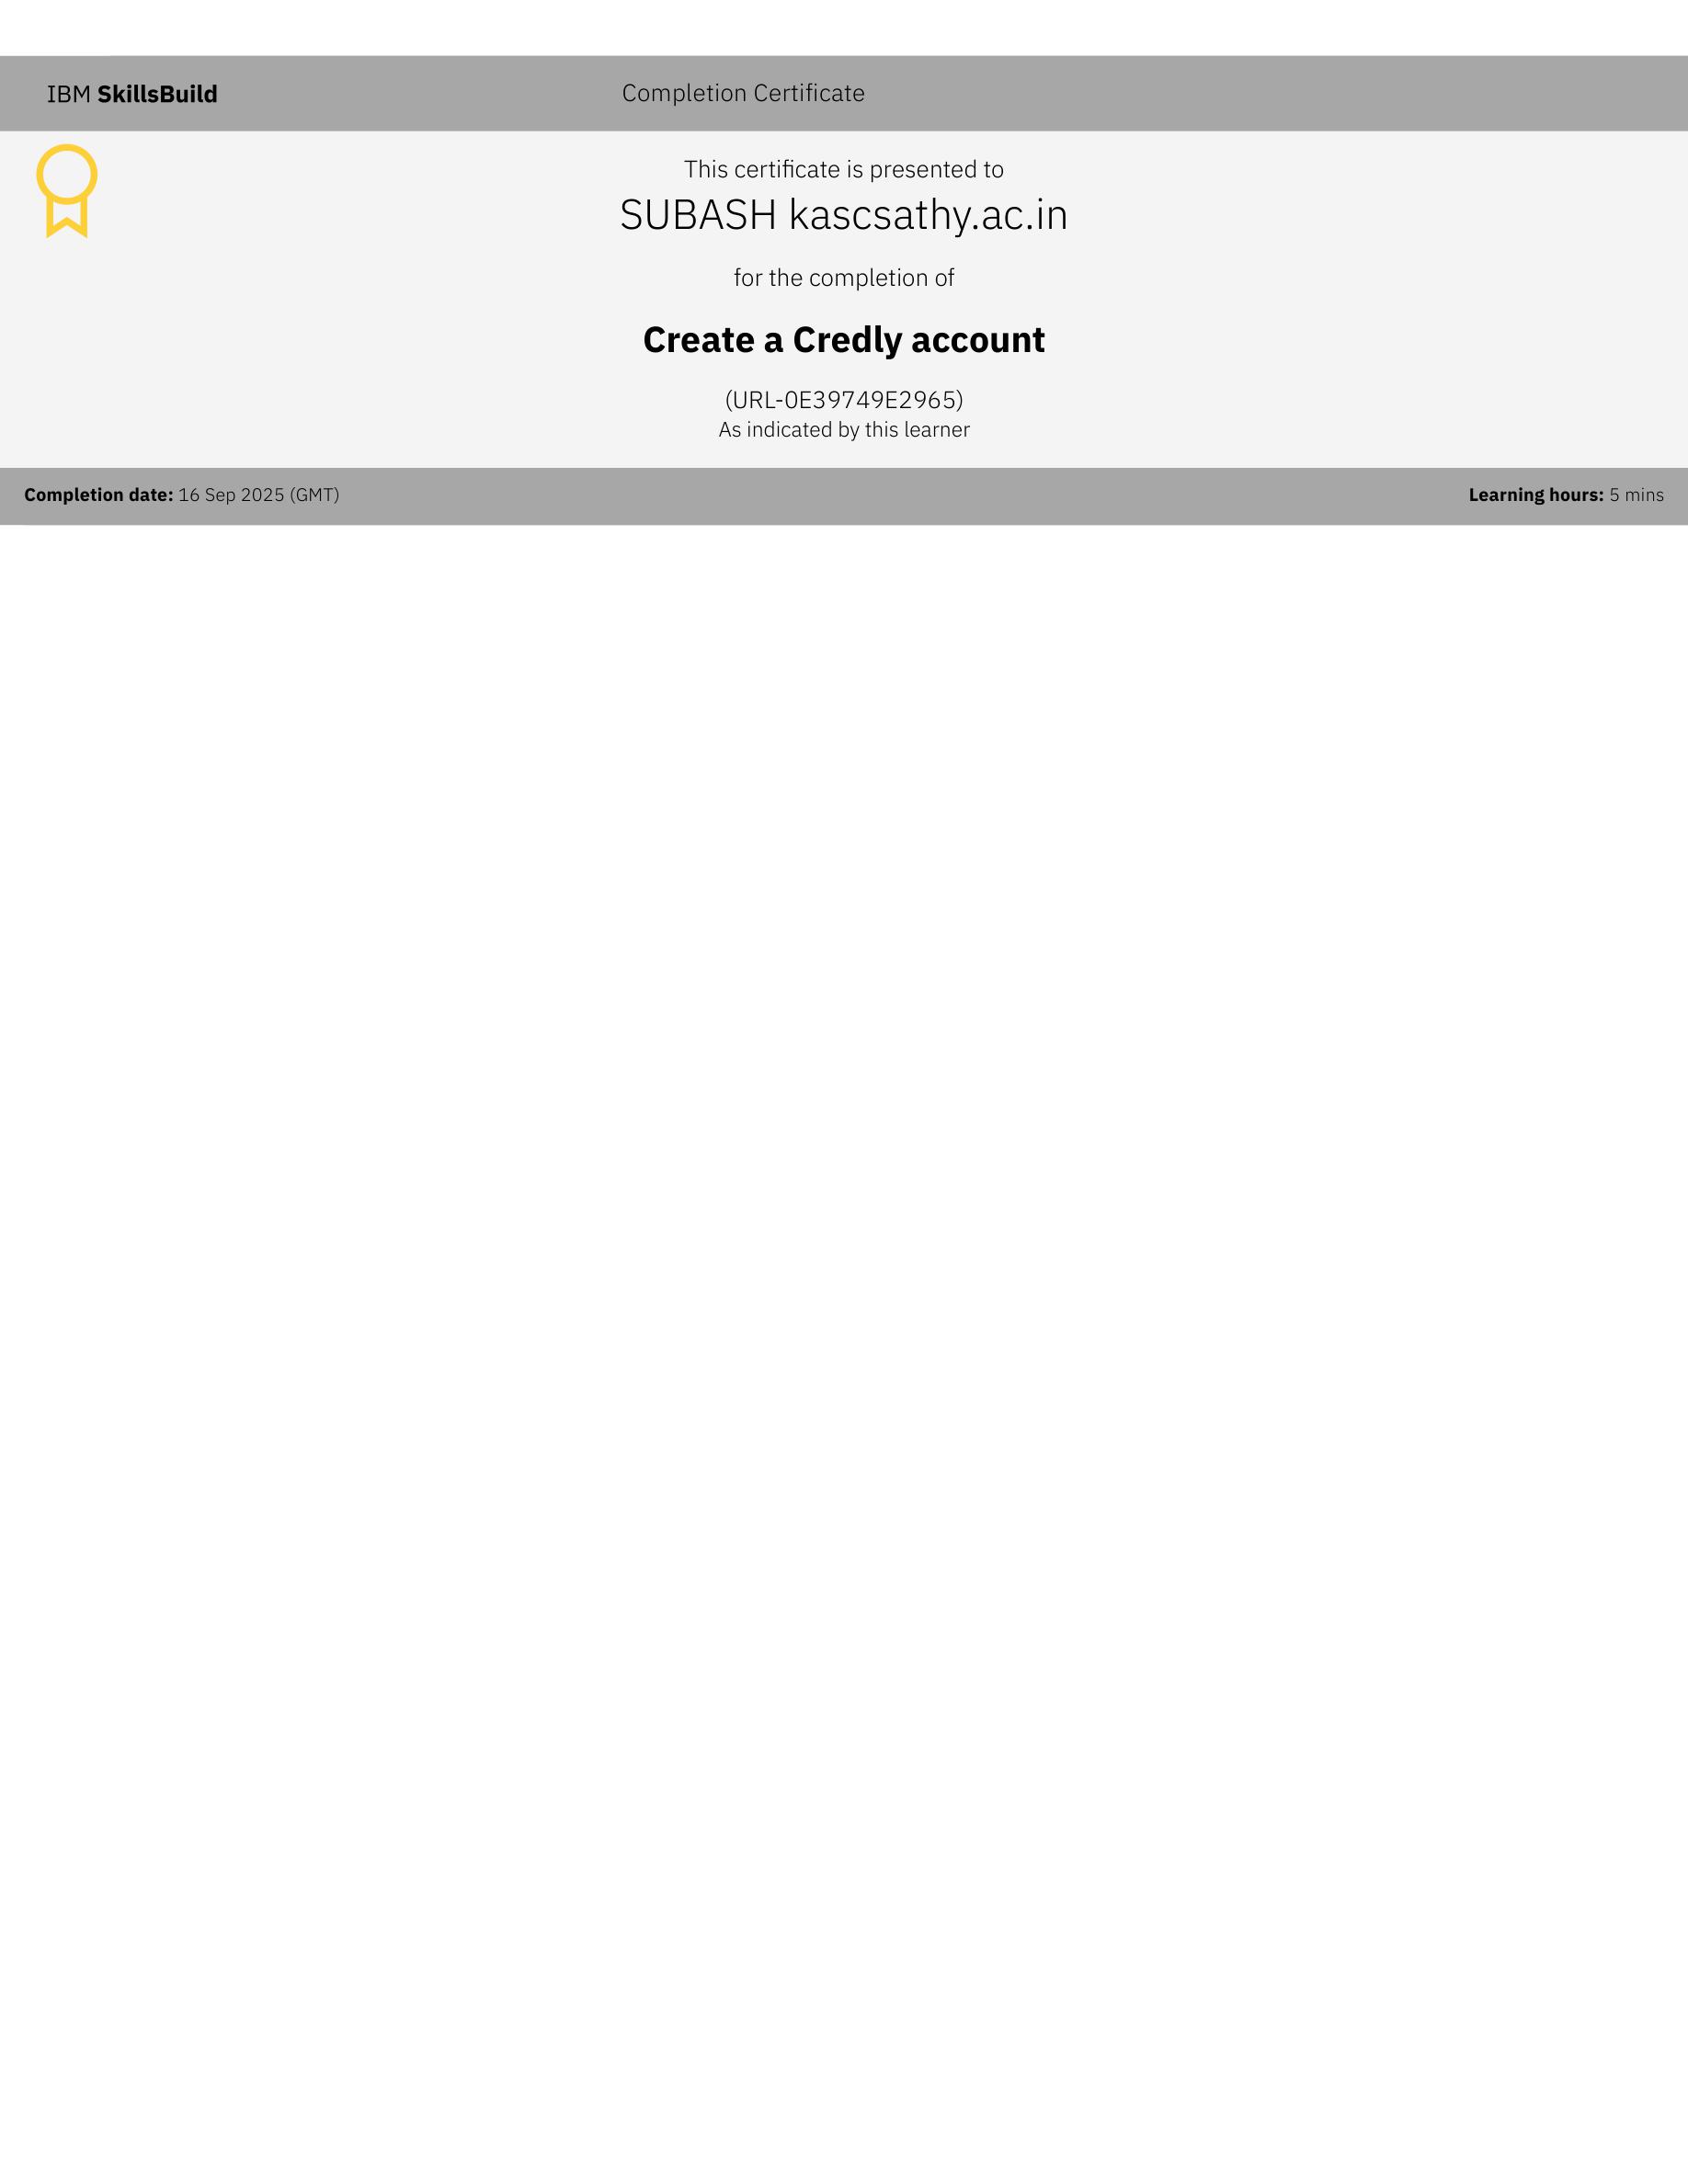 IBM SkillsBuild
Completion Certificate
This certificate is presented to
SUBASH kascsathy.ac.in
for the completion of
Create a Credly account
(URL-0E39749E2965)
As indicated by this learner
Completion date: 16 Sep 2025 (GMT)
Learning hours: 5 mins